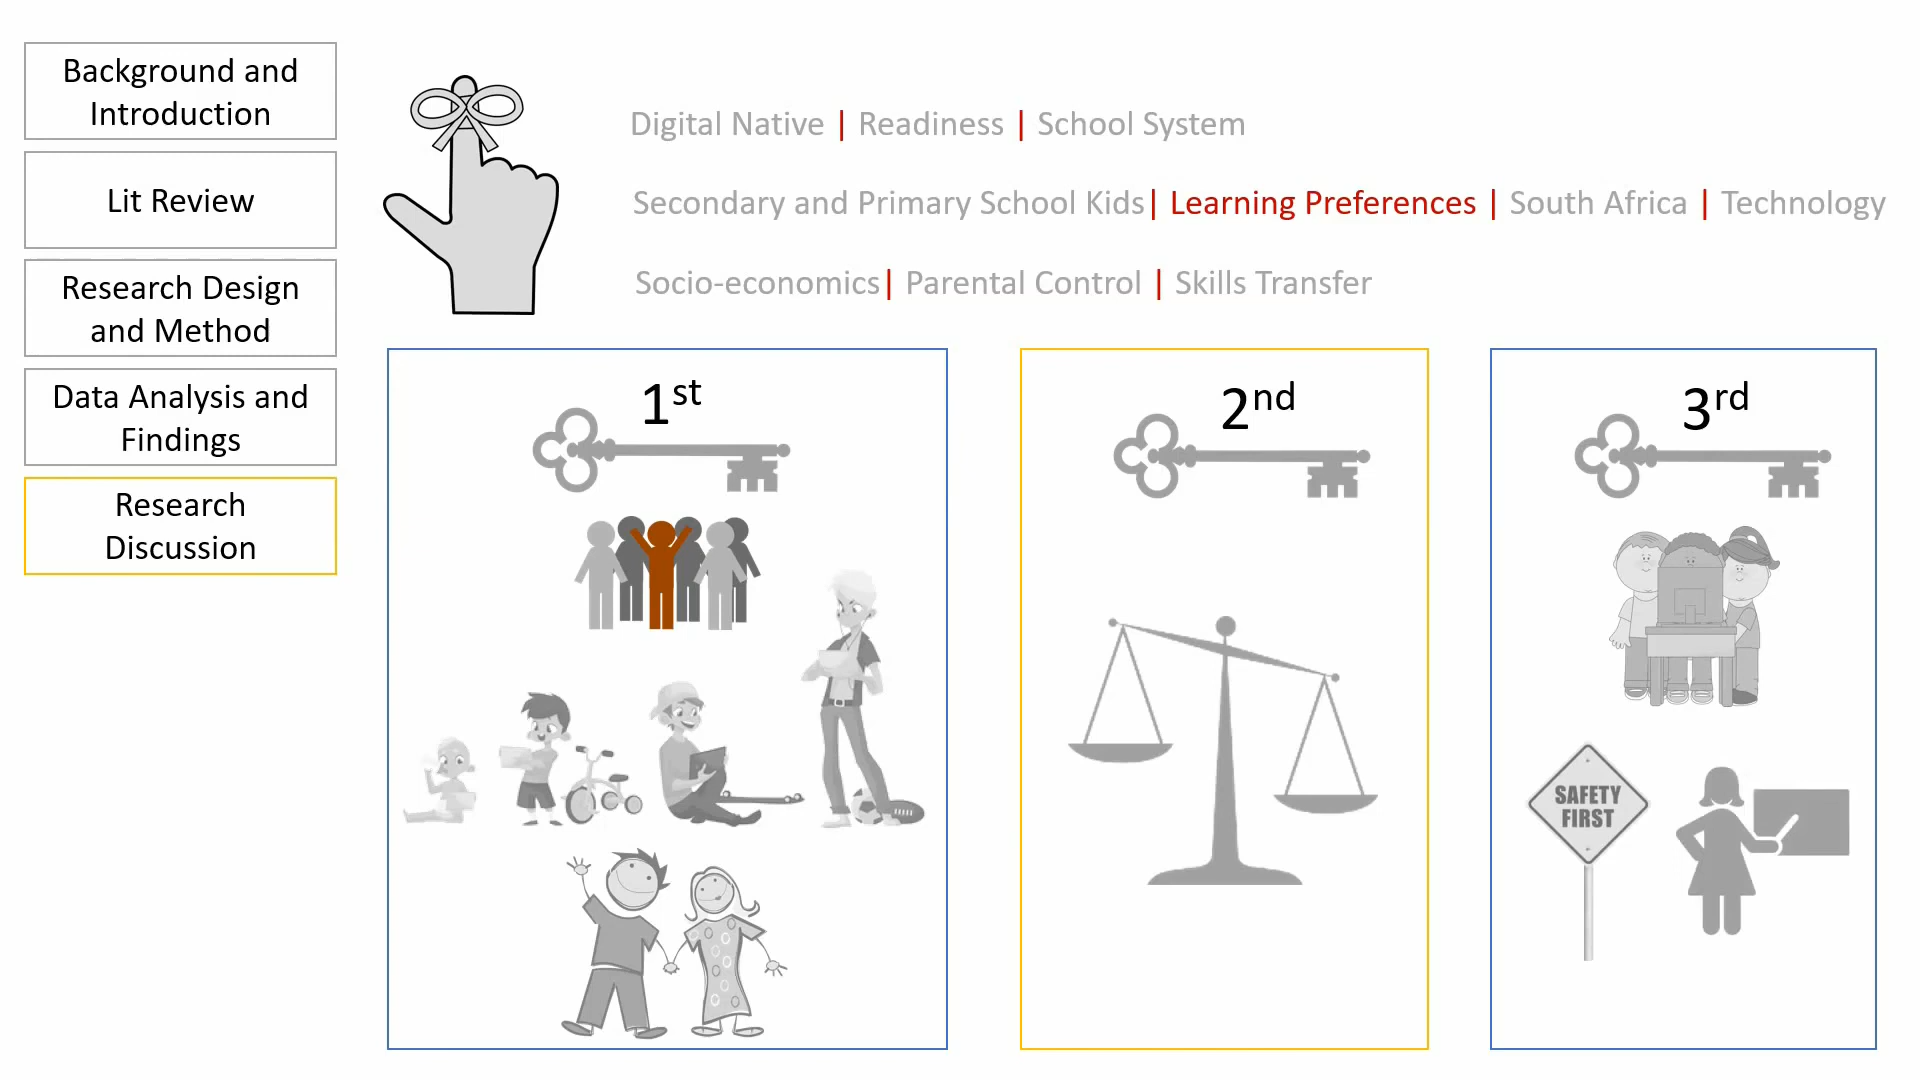 Background and
Introduction
Lit Review
Research Design
and Method
Data Analysis and
Findings
Research
Discussion
Digital Native | Readiness | School System
Secondary and Primary School Kids| Learning Preferences | South Africa | Technology
Socio-economics| Parental Control | Skills Transfer
1st
2nd
3rd
SAFETY
FIRST